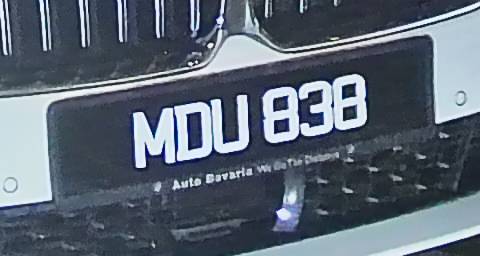 MDU 838
Auto Bavaria We Go The Distance